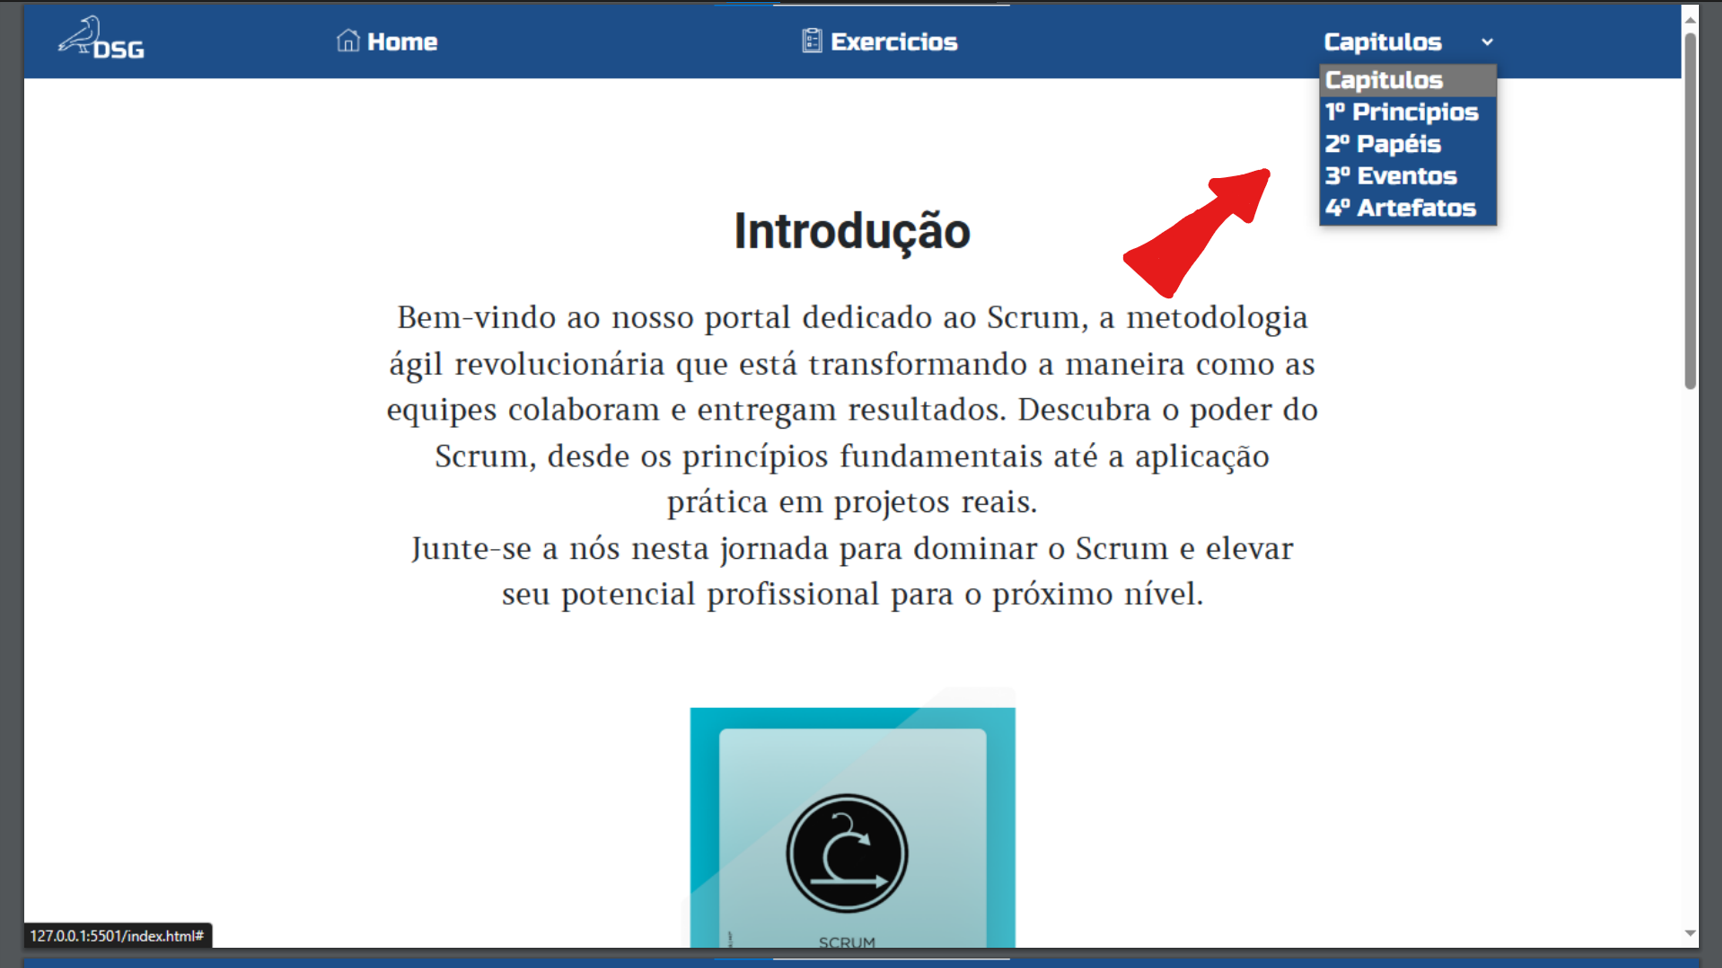 DSG
Home
Exercicios
Capitulos
Capitulos
1º Principios
2º Papéis
3º Eventos
4º Artefatos
Introdução
Bem-vindo ao nosso portal dedicado ao Scrum, a metodologia
ágil revolucionária que está transformando a maneira como as
equipes colaboram e entregam resultados. Descubra o poder do
Scrum, desde os princípios fundamentais até a aplicação
prática em projetos reais.
Junte-se a nós nesta jornada para dominar o Scrum e elevar
seu potencial profissional para o próximo nível.
SCRUM
127.0.0.1:5501/index.html#